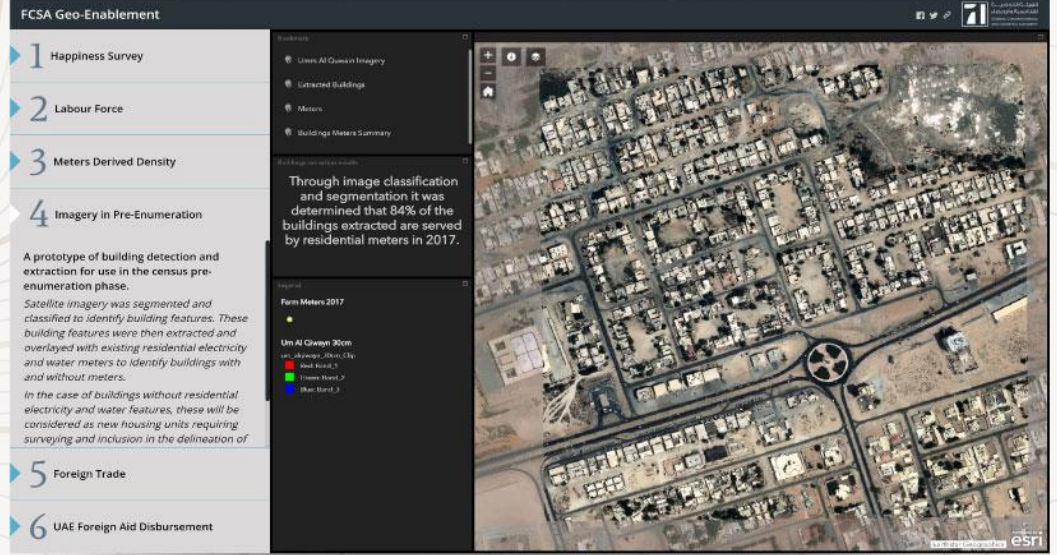 FCSA Geo-Enablement
1 Happiness Survey
2 Labour Force
3 Meters Derived Density
4 Imagery in Pre-Enumeration
A prototype of building detection and
extraction for use in the census pre-
enumeration phase.
Satellite imagery was segmented and
classified to identify building features. These
building features were then extracted and
overlayed with existing residential electricity
and water meters to identify buildings with
and without meters.
In the case of buildings without residential
electricity and water features, these will be
considered as new housing units requiring
surveying and inclusion in the delineation of
5 Foreign Trade
6 UAE Foreign Aid Disbursement
Bookmark
Umm Al Quwain Imagery
Extracted Buildings
Meters
Buildings Meters Summary
Through image classification
and segmentation it was
determined that 84% of the
buildings extracted are served
by residential meters in 2017.
Legend
Farm Meters 2017
Um Al Qiwayn 30cm
Red: Band_1
Green: Band_2
Blue: Band_3
esri